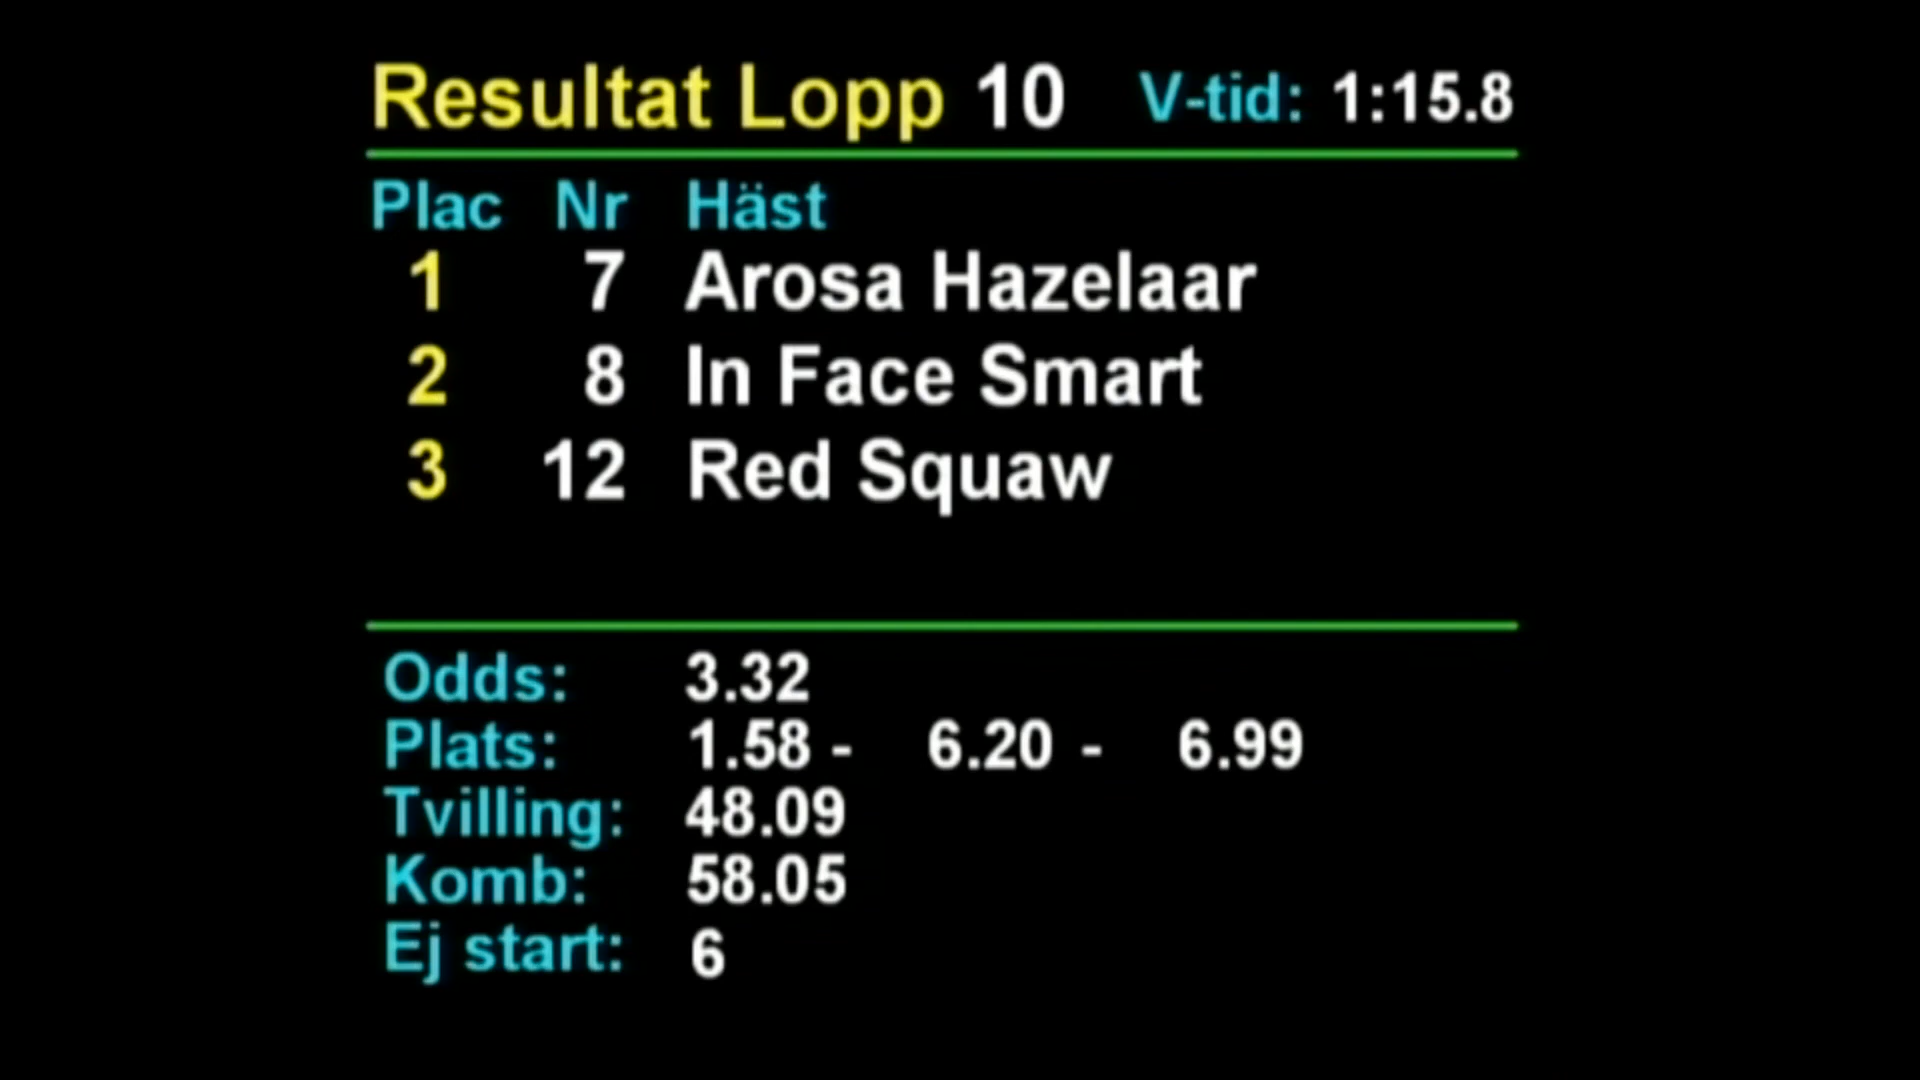 Resultat Lopp 10 V-tid: 1:15.8
Plac Nr Häst
1 7 Arosa Hazelaar
2 8 In Face Smart
3 12 Red Squaw
Odds: 3.32
Plats: 1.58 - 6.20 - 6.99
Tvilling: 48.09
Komb: 58.05
Ej start: 6